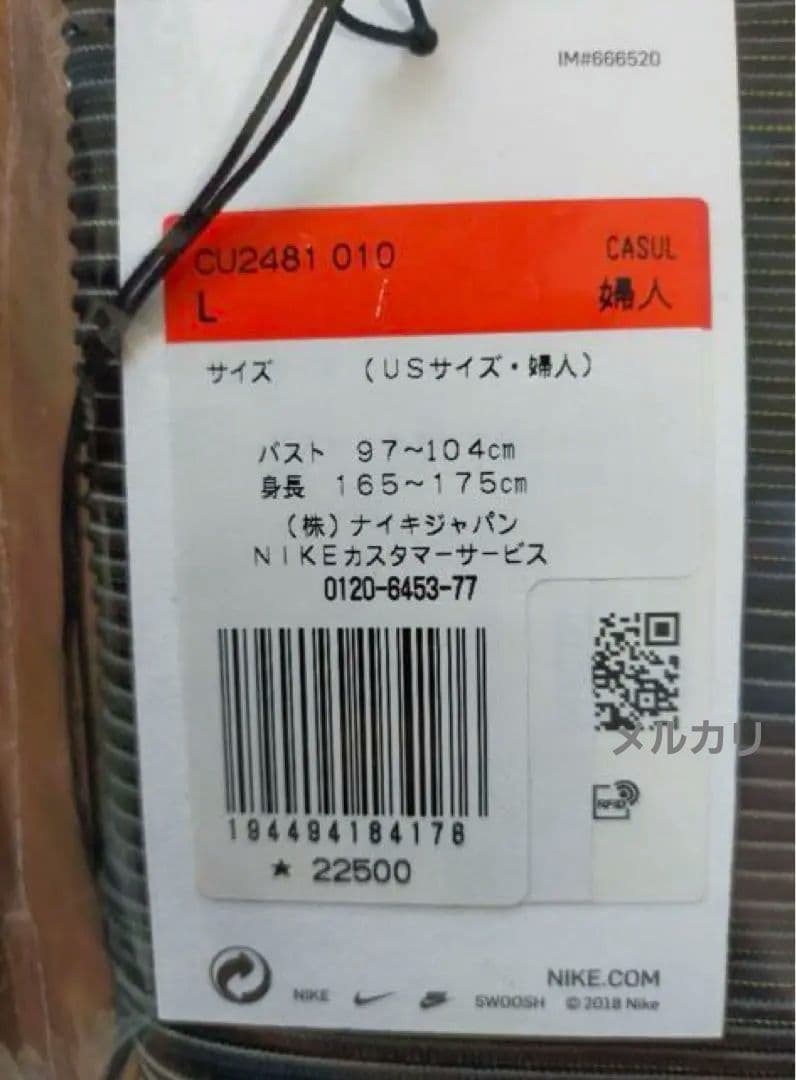 IM#666520
CU2481 010 CASUL
L 婦人
サイズ （USサイズ・婦人）
バスト 97~104cm
身長 165~175cm
（株）ナイキジャパン
NIKEカスタマーサービス
0120-6453-77
メルカリ
RFID
194494184176
★ 22500
NIKE.COM
NIKE SWOOSH © 2018 Nike